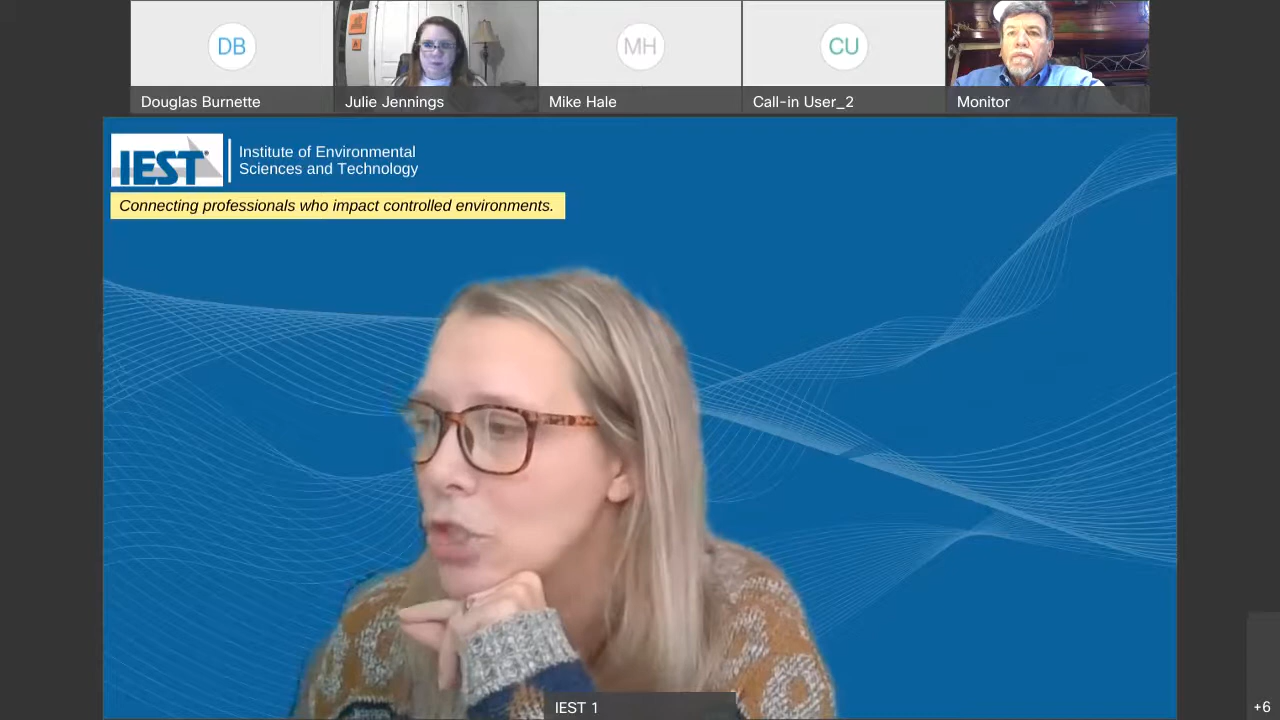 DB
MH
CU
Douglas Burnette
Julie Jennings
Mike Hale
Call-in User_2
Monitor
IEST
Institute of Environmental
Sciences and Technology
Connecting professionals who impact controlled environments.
IEST 1
+6